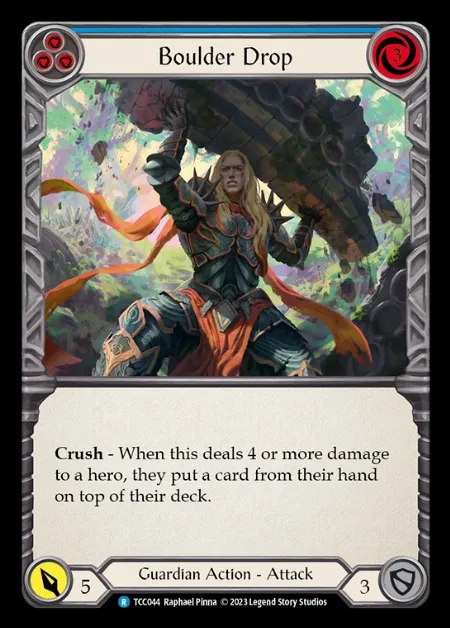 Boulder Drop
3
Crush - When this deals 4 or more damage
to a hero, they put a card from their hand
on top of their deck.
5
Guardian Action - Attack
3
R TCC044 Raphael Pinna © 2023 Legend Story Studios